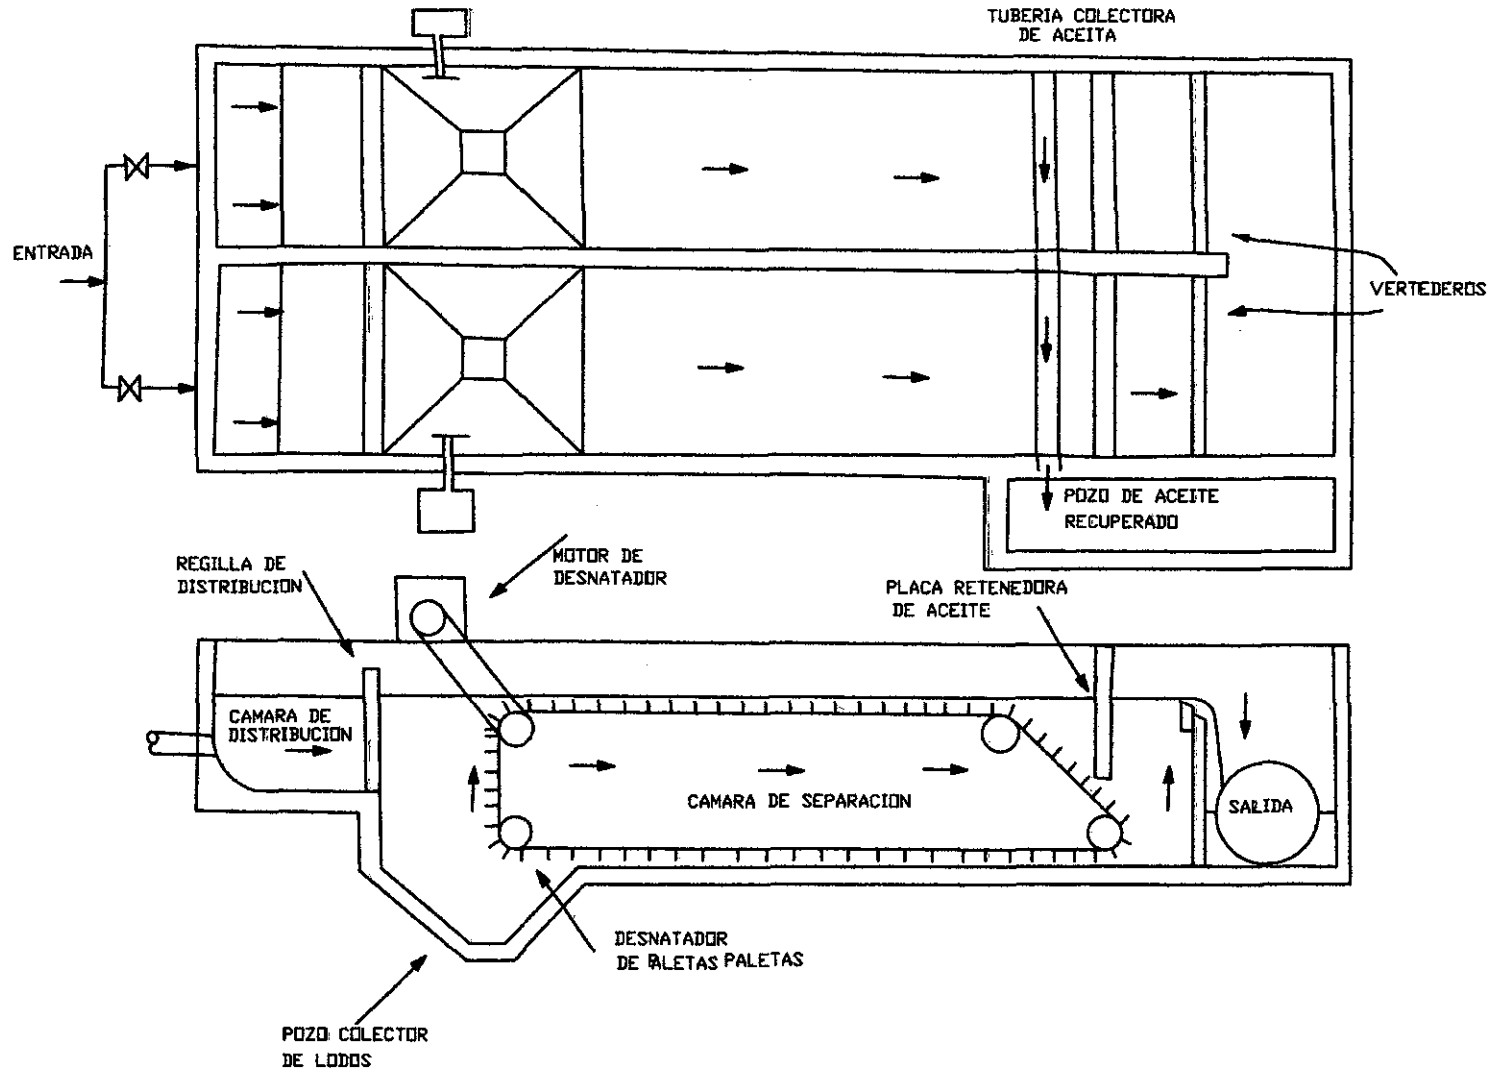 TUBERIA COLECTORA
DE ACEITA
ENTRADA
VERTEDEROS
POZO DE ACEITE
RECUPERADO
REGILLA DE
DISTRIBUCION
MOTOR DE
DESNATADOR
PLACA RETENEDORA
DE ACEITE
CAMARA DE
DISTRIBUCION
CAMARA DE SEPARACION
SALIDA
DESNATADOR
DE PALETAS PALETAS
POZO COLECTOR
DE LODOS